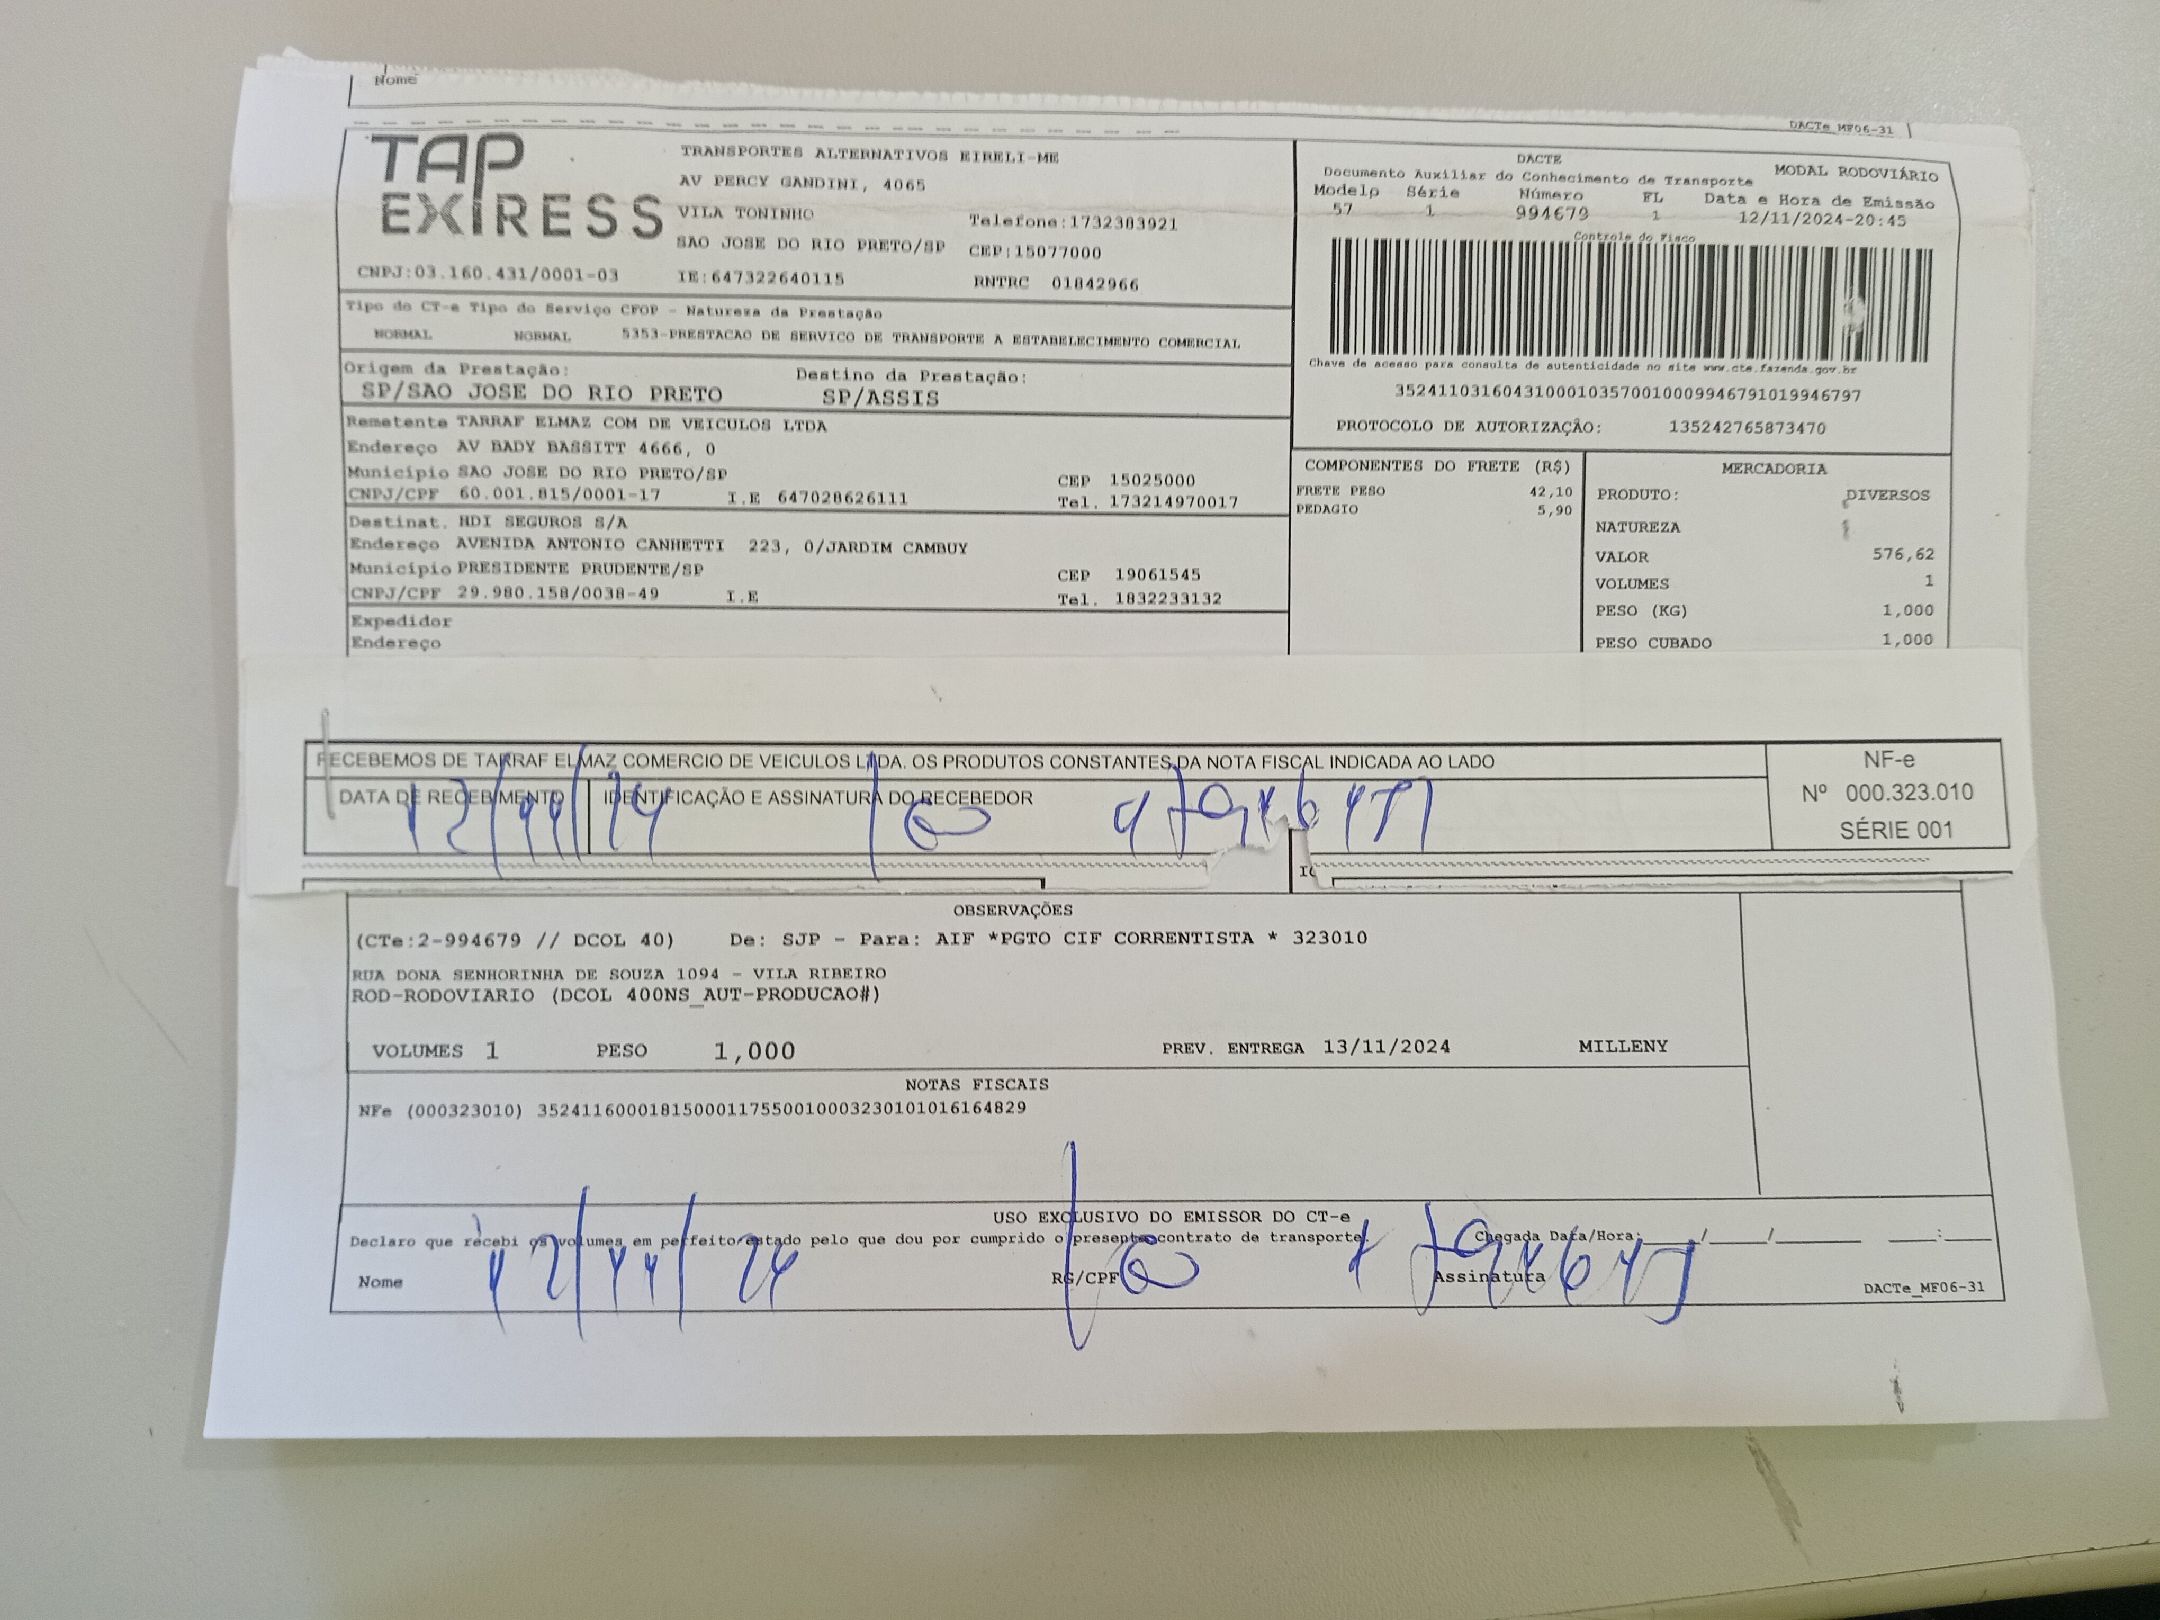 Nome
DACTe_MF06-31
TAP
EXPRESS
TRANSPORTES ALTERNATIVOS EIRELI-ME
AV PERCY GANDINI, 4065
VILA TONINHO Telefone:1732383921
SAO JOSE DO RIO PRETO/SP CEP:15077000
CNPJ:03.160.431/0001-03 IE:647322640115 RNTRC 01842966
DACTE MODAL RODOVIÁRIO
Documento Auxiliar do Conhecimento de Transporte
Modelo Série Número FL Data e Hora de Emissão
57 1 994679 1 12/11/2024-20:45
Controle do Fisco
Chave de acesso para consulta de autenticidade no site www.cte.fazenda.gov.br
35241103160431000103570010009946791019946797
PROTOCOLO DE AUTORIZAÇÃO: 135242765873470
Tipo do CT-e Tipo do Serviço CFOP - Natureza da Prestação
NORMAL NORMAL 5353-PRESTACAO DE SERVICO DE TRANSPORTE A ESTABELECIMENTO COMERCIAL
Origem da Prestação: Destino da Prestação:
SP/SAO JOSE DO RIO PRETO SP/ASSIS
Remetente TARRAF ELMAZ COM DE VEICULOS LTDA
Endereço AV BADY BASSITT 4666, 0
Município SAO JOSE DO RIO PRETO/SP CEP 15025000
CNPJ/CPF 60.001.815/0001-17 I.E 647028626111 Tel. 173214970017
Destinat. HDI SEGUROS S/A
Endereço AVENIDA ANTONIO CANHETTI 223, 0/JARDIM CAMBUY
Município PRESIDENTE PRUDENTE/SP CEP 19061545
CNPJ/CPF 29.980.158/0038-49 I.E Tel. 1832233132
Expedidor
Endereço
COMPONENTES DO FRETE (R$)
FRETE PESO 42,10
PEDAGIO 5,90
MERCADORIA
PRODUTO: DIVERSOS
NATUREZA
VALOR 576,62
VOLUMES 1
PESO (KG) 1,000
PESO CUBADO 1,000
RECEBEMOS DE TARRAF ELMAZ COMERCIO DE VEICULOS LTDA. OS PRODUTOS CONSTANTES DA NOTA FISCAL INDICADA AO LADO
DATA DE RECEBIMENTO IDENTIFICAÇÃO E ASSINATURA DO RECEBEDOR
12/11/24
NF-e
Nº 000.323.010
SÉRIE 001
OBSERVAÇÕES
(CTe:2-994679 // DCOL 40) De: SJP - Para: AIF *PGTO CIF CORRENTISTA * 323010
RUA DONA SENHORINHA DE SOUZA 1094 - VILA RIBEIRO
ROD-RODOVIARIO (DCOL 400NS_AUT-PRODUCAO#)
VOLUMES 1 PESO 1,000 PREV. ENTREGA 13/11/2024 MILLENY
NOTAS FISCAIS
NFe (000323010) 35241160001815000117550010003230101016164829
USO EXCLUSIVO DO EMISSOR DO CT-e
Declaro que recebi os volumes em perfeito estado pelo que dou por cumprido o presente contrato de transporte. Chegada Data/Hora:____/____/______ ___:___
12/11/24
Nome RG/CPF Assinatura DACTe_MF06-31